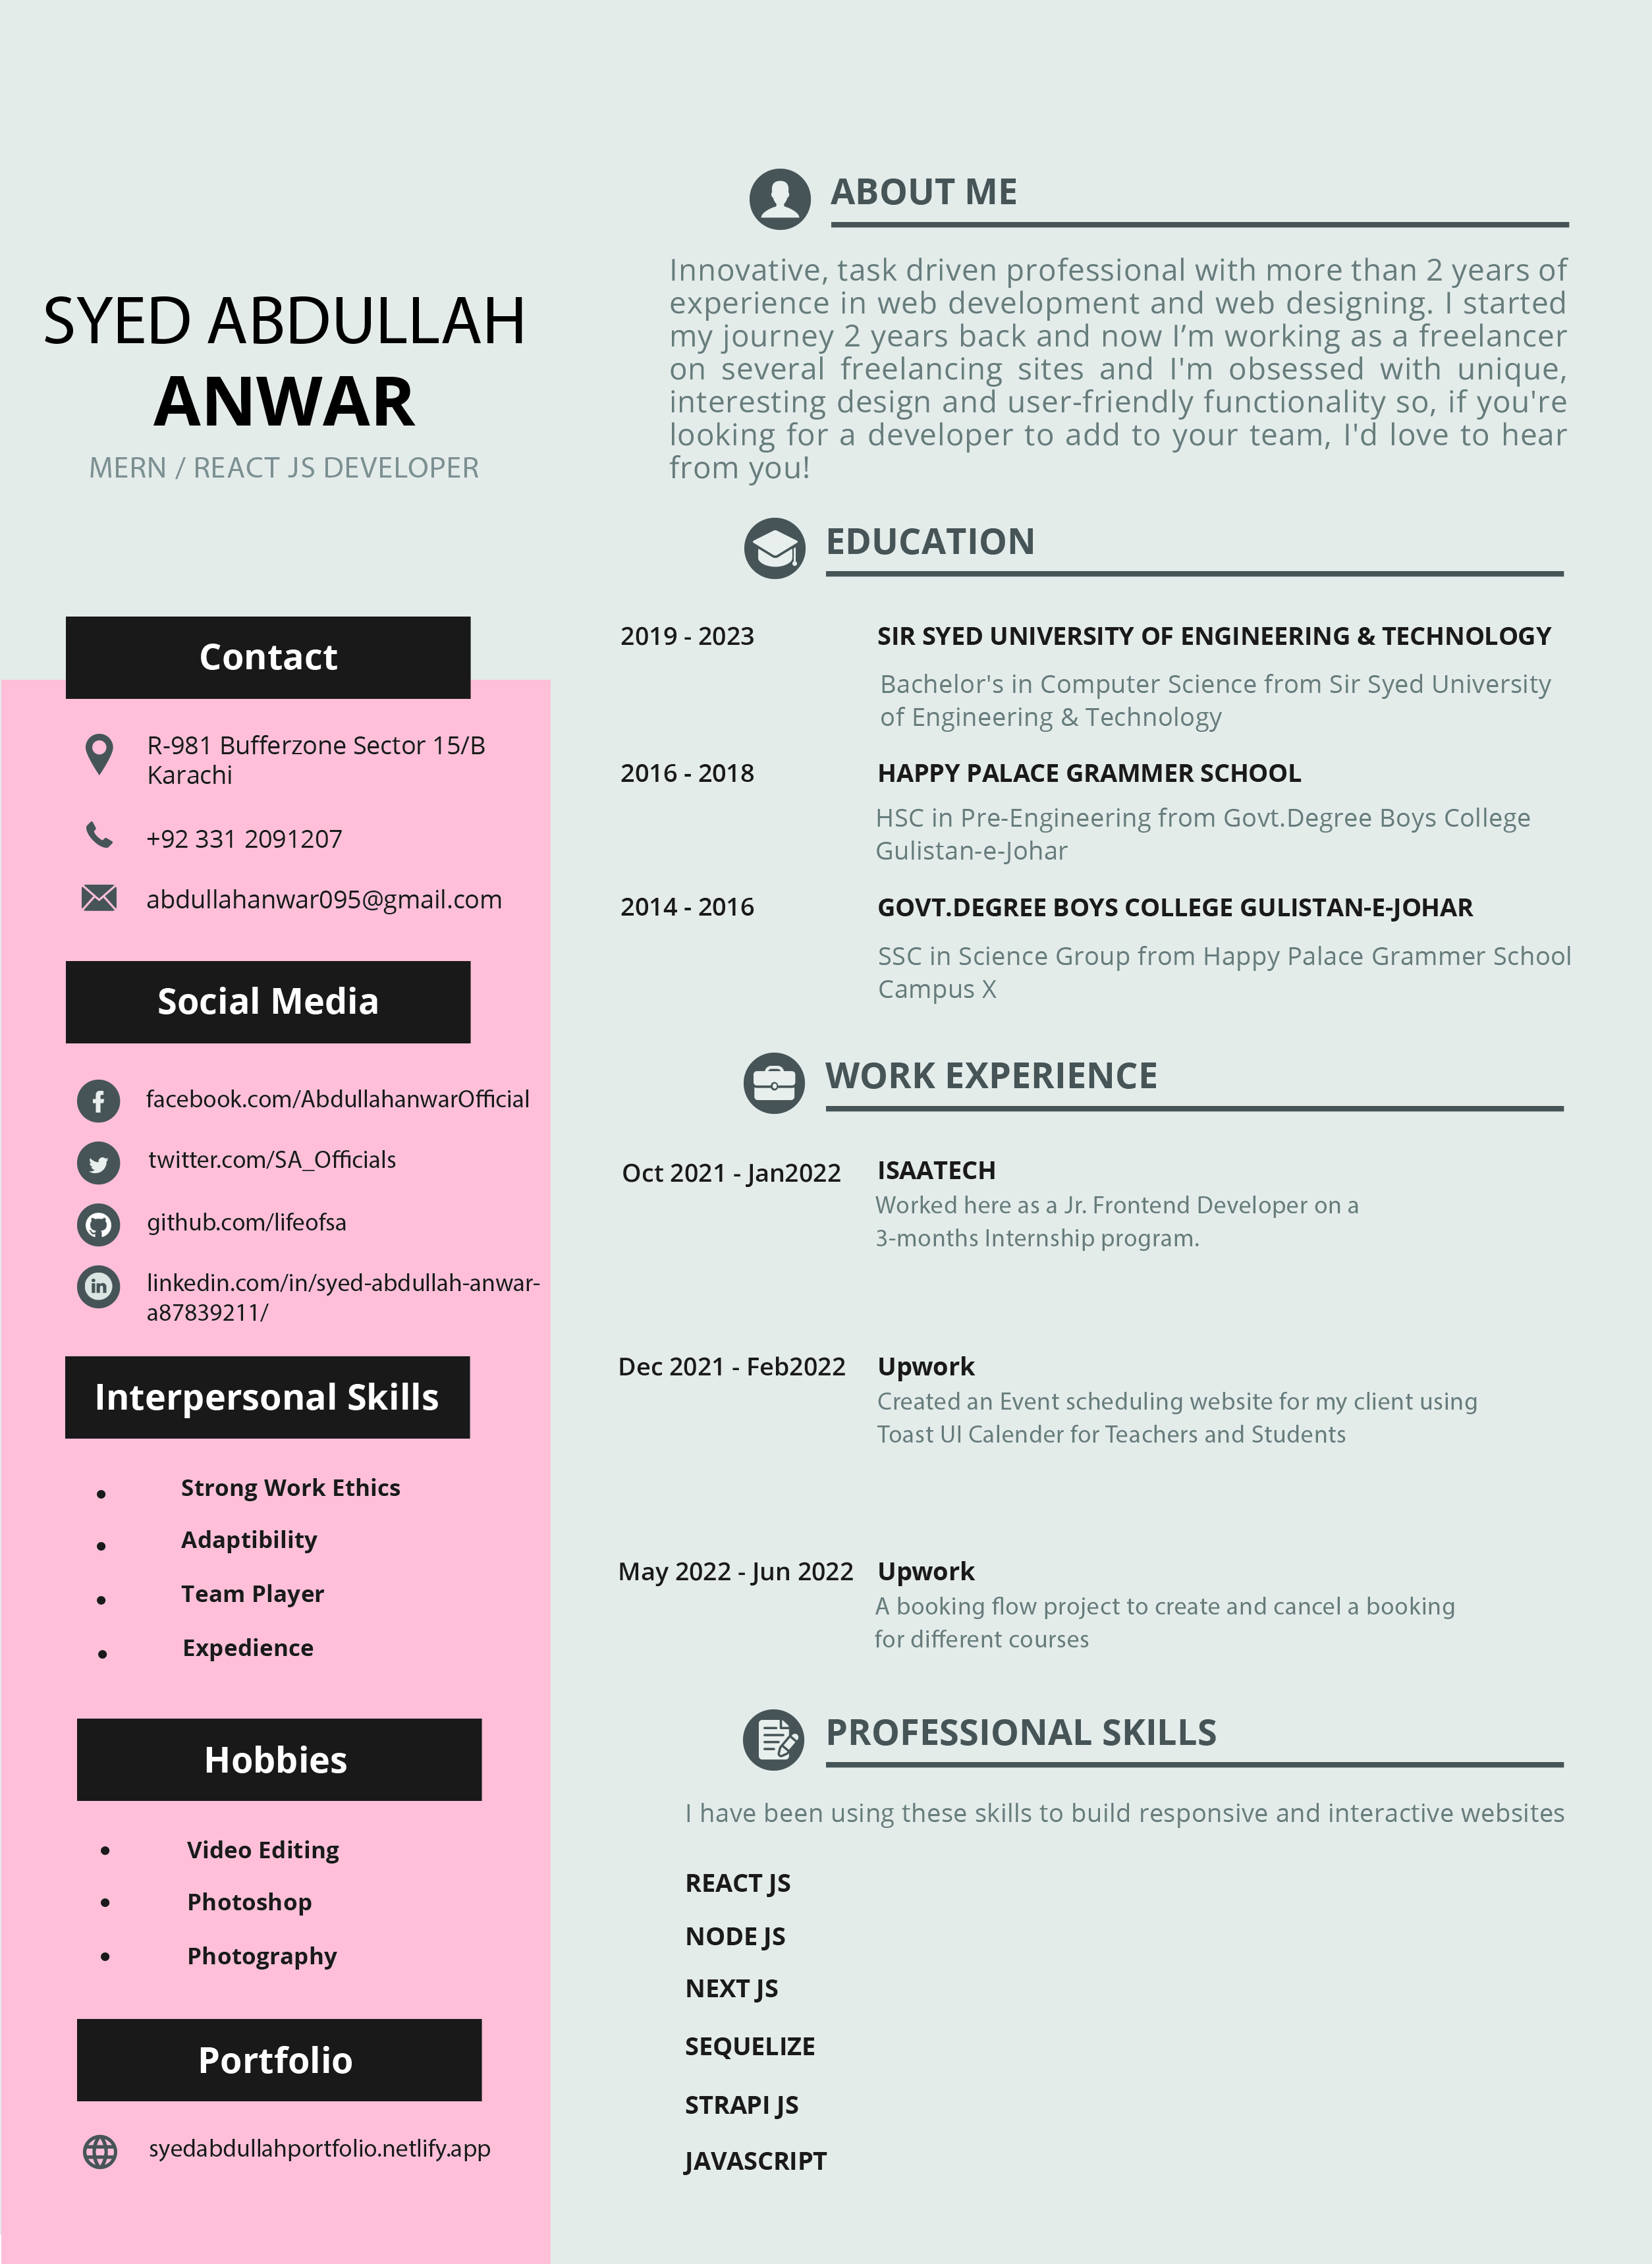 SYED ABDULLAH
ANWAR
MERN / REACT JS DEVELOPER
Contact
R-981 Bufferzone Sector 15/B
Karachi
+92 331 2091207
abdullahanwar095@gmail.com
Social Media
facebook.com/AbdullahanwarOfficial
twitter.com/SA_Officials
github.com/lifeofsa
linkedin.com/in/syed-abdullah-anwar-
a87839211/
Interpersonal Skills
• Strong Work Ethics
• Adaptibility
• Team Player
• Expedience
Hobbies
• Video Editing
• Photoshop
• Photography
Portfolio
syedabdullahportfolio.netlify.app
ABOUT ME
Innovative, task driven professional with more than 2 years of
experience in web development and web designing. I started
my journey 2 years back and now I’m working as a freelancer
on several freelancing sites and I'm obsessed with unique,
interesting design and user-friendly functionality so, if you're
looking for a developer to add to your team, I'd love to hear
from you!
EDUCATION
2019 - 2023 SIR SYED UNIVERSITY OF ENGINEERING & TECHNOLOGY
Bachelor's in Computer Science from Sir Syed University
of Engineering & Technology
2016 - 2018 HAPPY PALACE GRAMMER SCHOOL
HSC in Pre-Engineering from Govt.Degree Boys College
Gulistan-e-Johar
2014 - 2016 GOVT.DEGREE BOYS COLLEGE GULISTAN-E-JOHAR
SSC in Science Group from Happy Palace Grammer School
Campus X
WORK EXPERIENCE
Oct 2021 - Jan2022 ISAATECH
Worked here as a Jr. Frontend Developer on a
3-months Internship program.
Dec 2021 - Feb2022 Upwork
Created an Event scheduling website for my client using
Toast UI Calender for Teachers and Students
May 2022 - Jun 2022 Upwork
A booking flow project to create and cancel a booking
for different courses
PROFESSIONAL SKILLS
I have been using these skills to build responsive and interactive websites
REACT JS
NODE JS
NEXT JS
SEQUELIZE
STRAPI JS
JAVASCRIPT